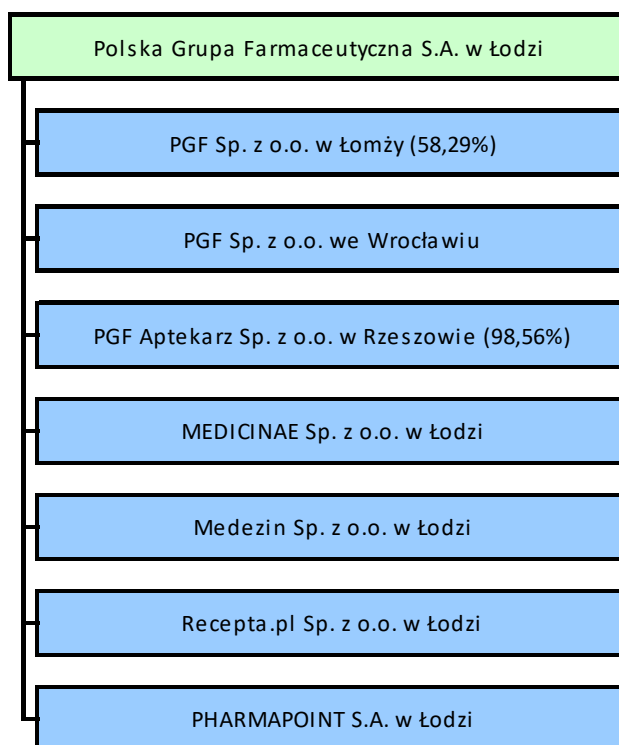 Polska Grupa Farmaceutyczna S.A. w Łodzi
PGF Sp. z o.o. w Łomży (58,29%)
PGF Sp. z o.o. we Wrocławiu
PGF Aptekarz Sp. z o.o. w Rzeszowie (98,56%)
MEDICINAE Sp. z o.o. w Łodzi
Medezin Sp. z o.o. w Łodzi
Recepta.pl Sp. z o.o. w Łodzi
PHARMAPOINT S.A. w Łodzi